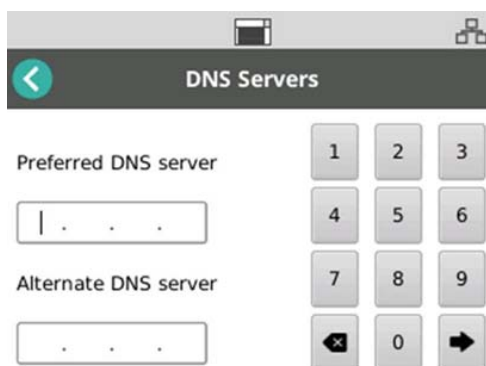 DNS Servers
Preferred DNS server
. . .
Alternate DNS server
. . .
1 2 3
4 5 6
7 8 9
0